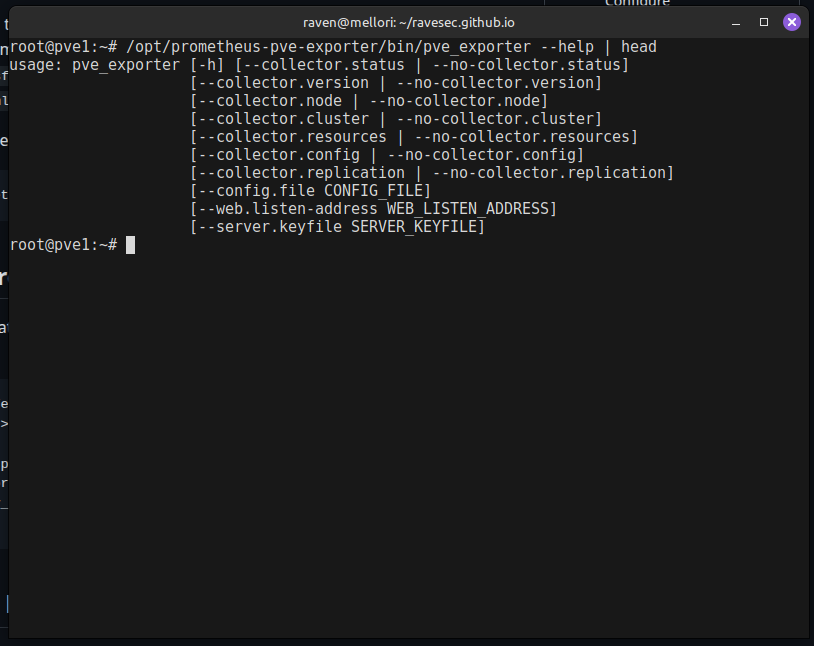 Configure
raven@mellori: ~/ravesec.github.io
root@pve1:~# /opt/prometheus-pve-exporter/bin/pve_exporter --help | head
usage: pve_exporter [-h] [--collector.status | --no-collector.status]
                    [--collector.version | --no-collector.version]
                    [--collector.node | --no-collector.node]
                    [--collector.cluster | --no-collector.cluster]
                    [--collector.resources | --no-collector.resources]
                    [--collector.config | --no-collector.config]
                    [--collector.replication | --no-collector.replication]
                    [--config.file CONFIG_FILE]
                    [--web.listen-address WEB_LISTEN_ADDRESS]
                    [--server.keyfile SERVER_KEYFILE]
root@pve1:~#